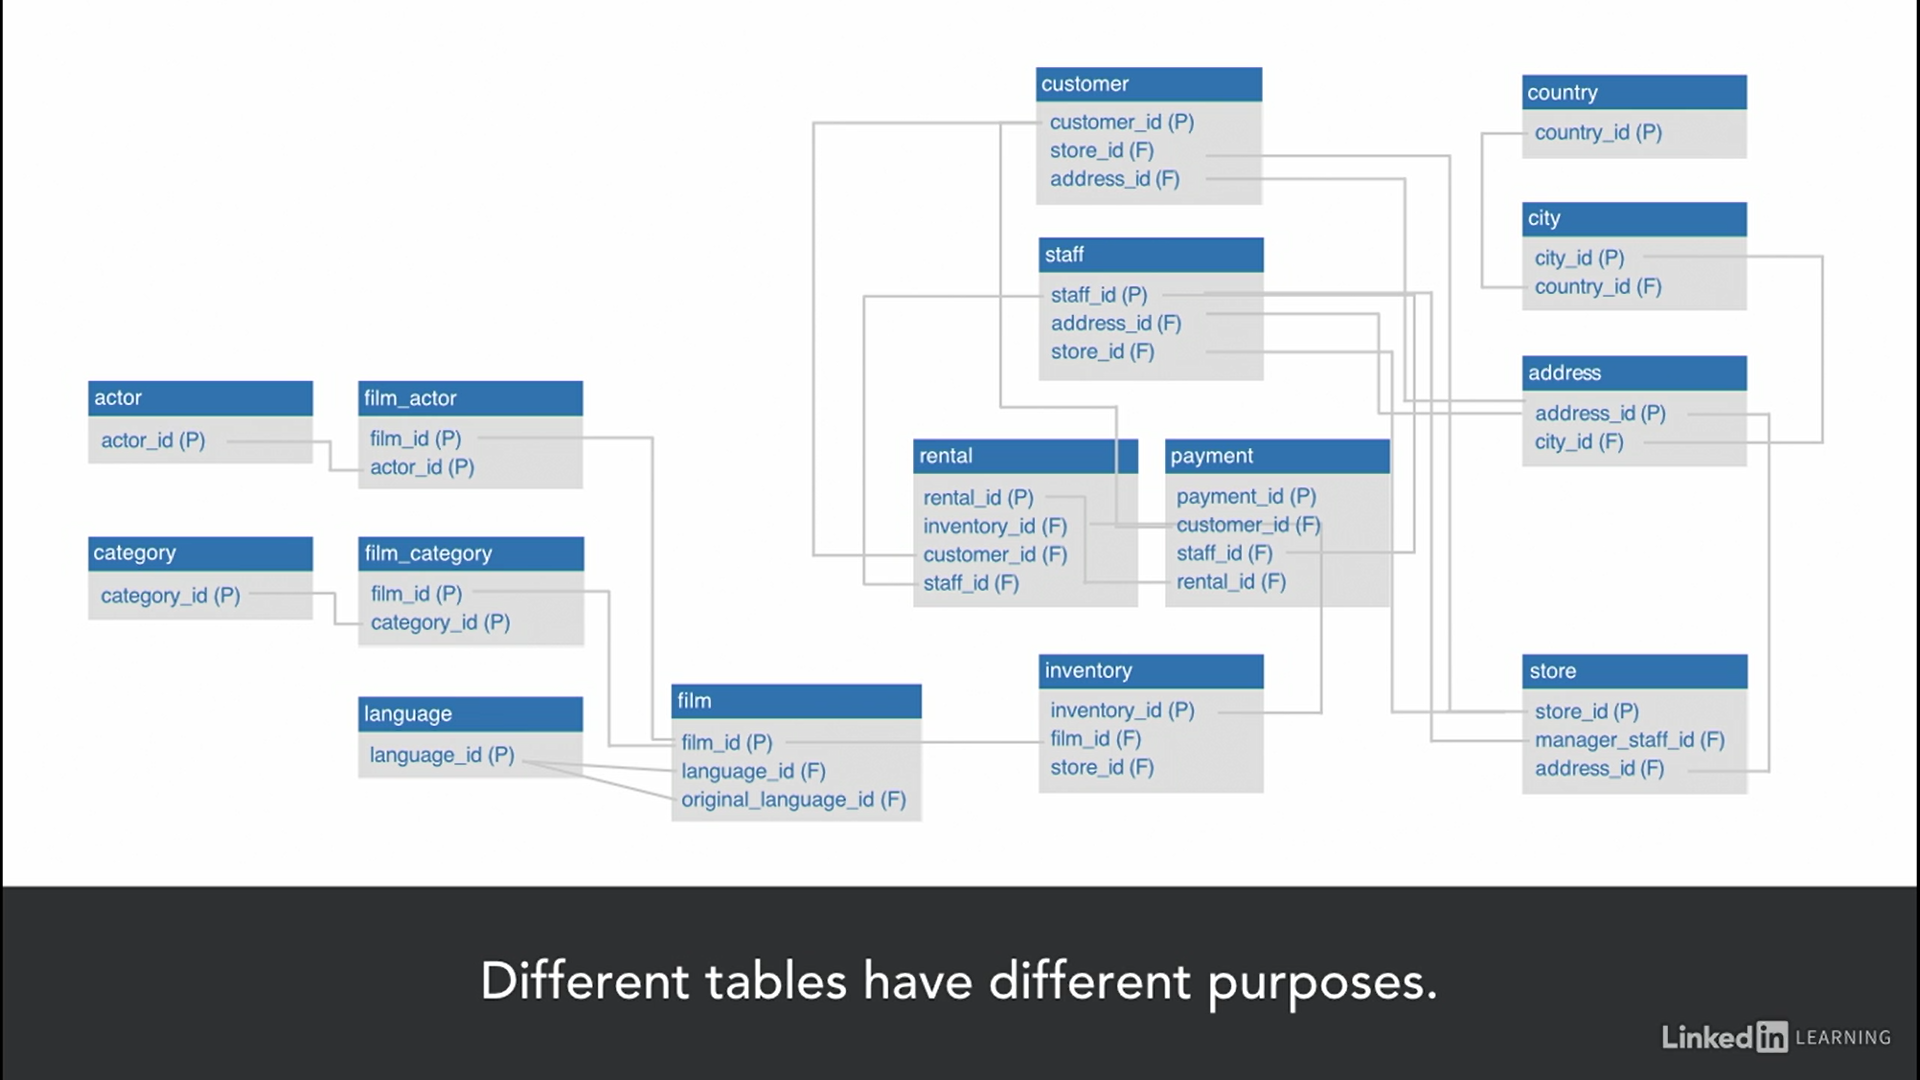 customer
customer_id (P)
store_id (F)
address_id (F)
country
country_id (P)
city
city_id (P)
country_id (F)
staff
staff_id (P)
address_id (F)
store_id (F)
address
address_id (P)
city_id (F)
actor
actor_id (P)
film_actor
film_id (P)
actor_id (P)
rental
rental_id (P)
inventory_id (F)
customer_id (F)
staff_id (F)
payment
payment_id (P)
customer_id (F)
staff_id (F)
rental_id (F)
category
category_id (P)
film_category
film_id (P)
category_id (P)
language
language_id (P)
film
film_id (P)
language_id (F)
original_language_id (F)
inventory
inventory_id (P)
film_id (F)
store_id (F)
store
store_id (P)
manager_staff_id (F)
address_id (F)
Different tables have different purposes.
Linked in LEARNING